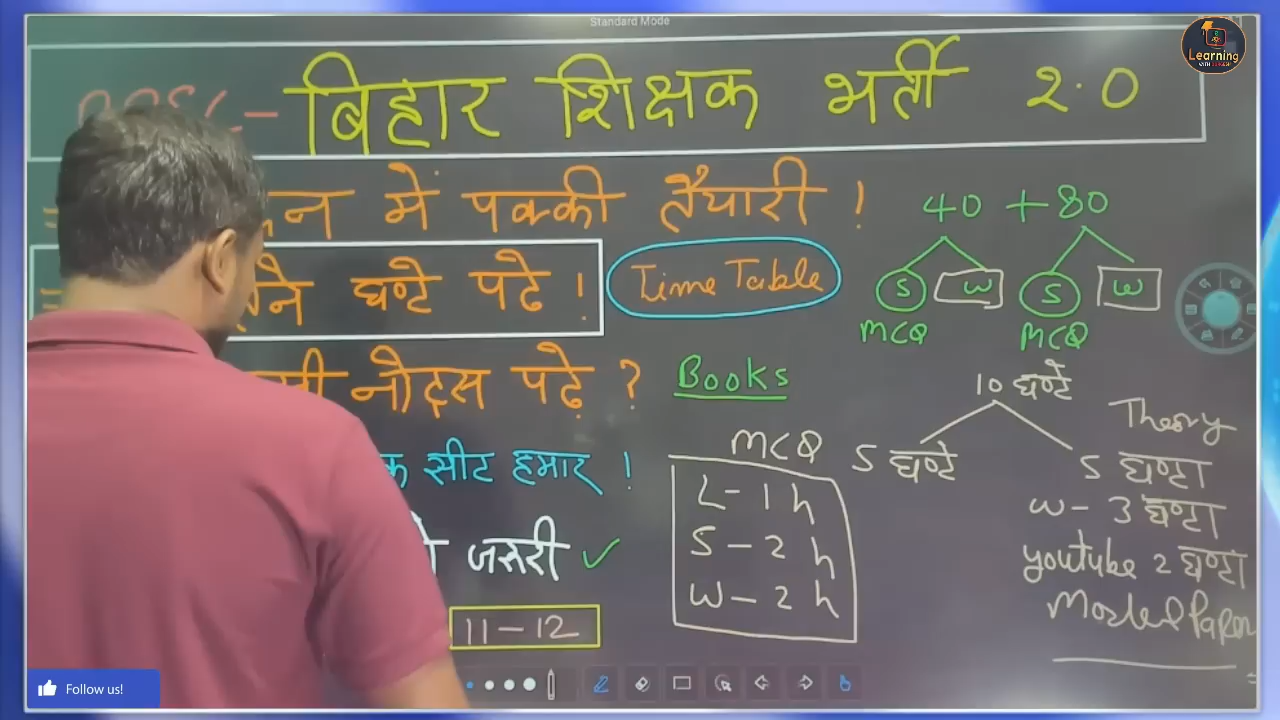 Standard Mode
Learning
बिहार शिक्षक भर्ती २.0
में पक्की तैयारी !
घण्टे पढे !
Time Table
नोट्स पढ़े ?
Books
सीट हमार !
जरुरी ✓
11-12
40 + 80
S W S W
MCQ MCQ
10 घण्टे
5 घण्टे
Theory
5 घण्टा
W - 3 घण्टा
youtube 2 घण्टा
Model Paper
MCQ
L - 1 h
S - 2 h
W - 2 h
Follow us!